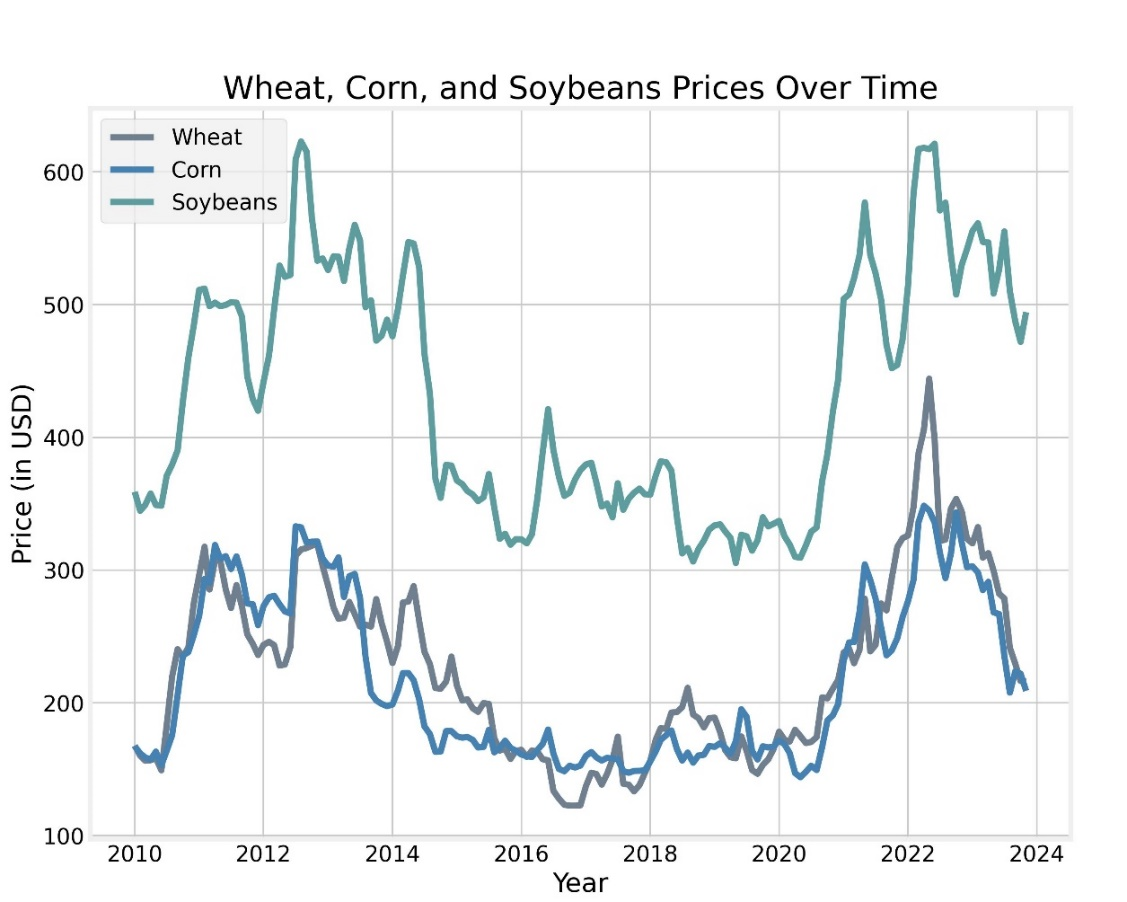 Wheat, Corn, and Soybeans Prices Over Time
Wheat
Corn
Soybeans
600
500
400
300
200
100
Price (in USD)
2010 2012 2014 2016 2018 2020 2022 2024
Year